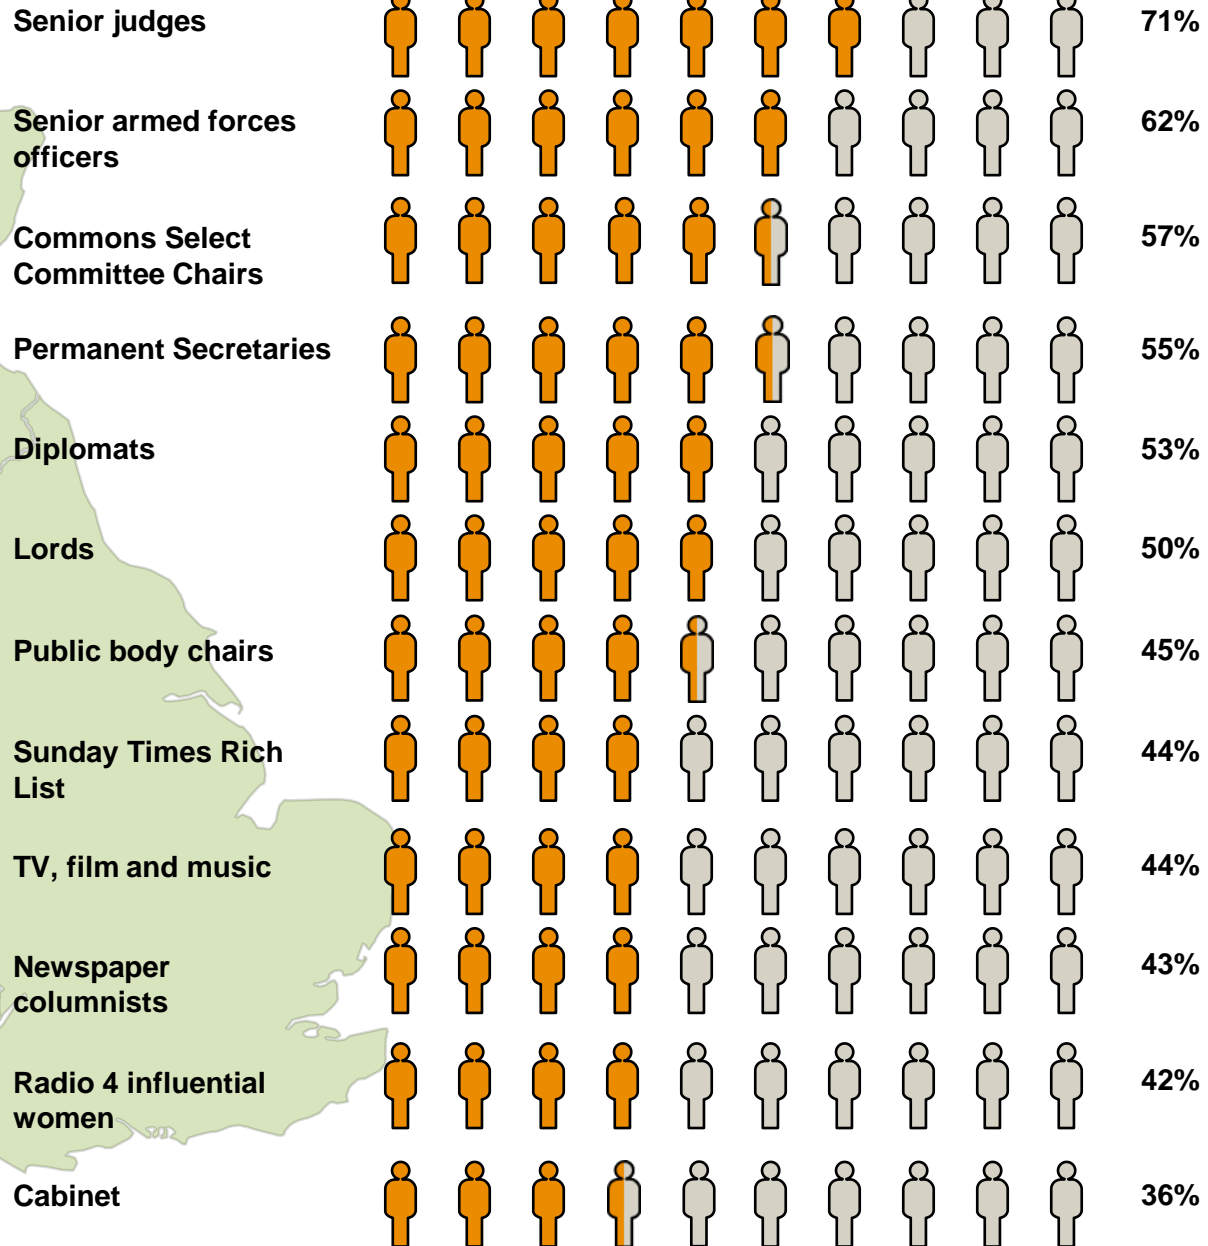 Senior judges 71%
Senior armed forces 62%
officers
Commons Select 57%
Committee Chairs
Permanent Secretaries 55%
Diplomats 53%
Lords 50%
Public body chairs 45%
Sunday Times Rich 44%
List
TV, film and music 44%
Newspaper 43%
columnists
Radio 4 influential 42%
women
Cabinet 36%